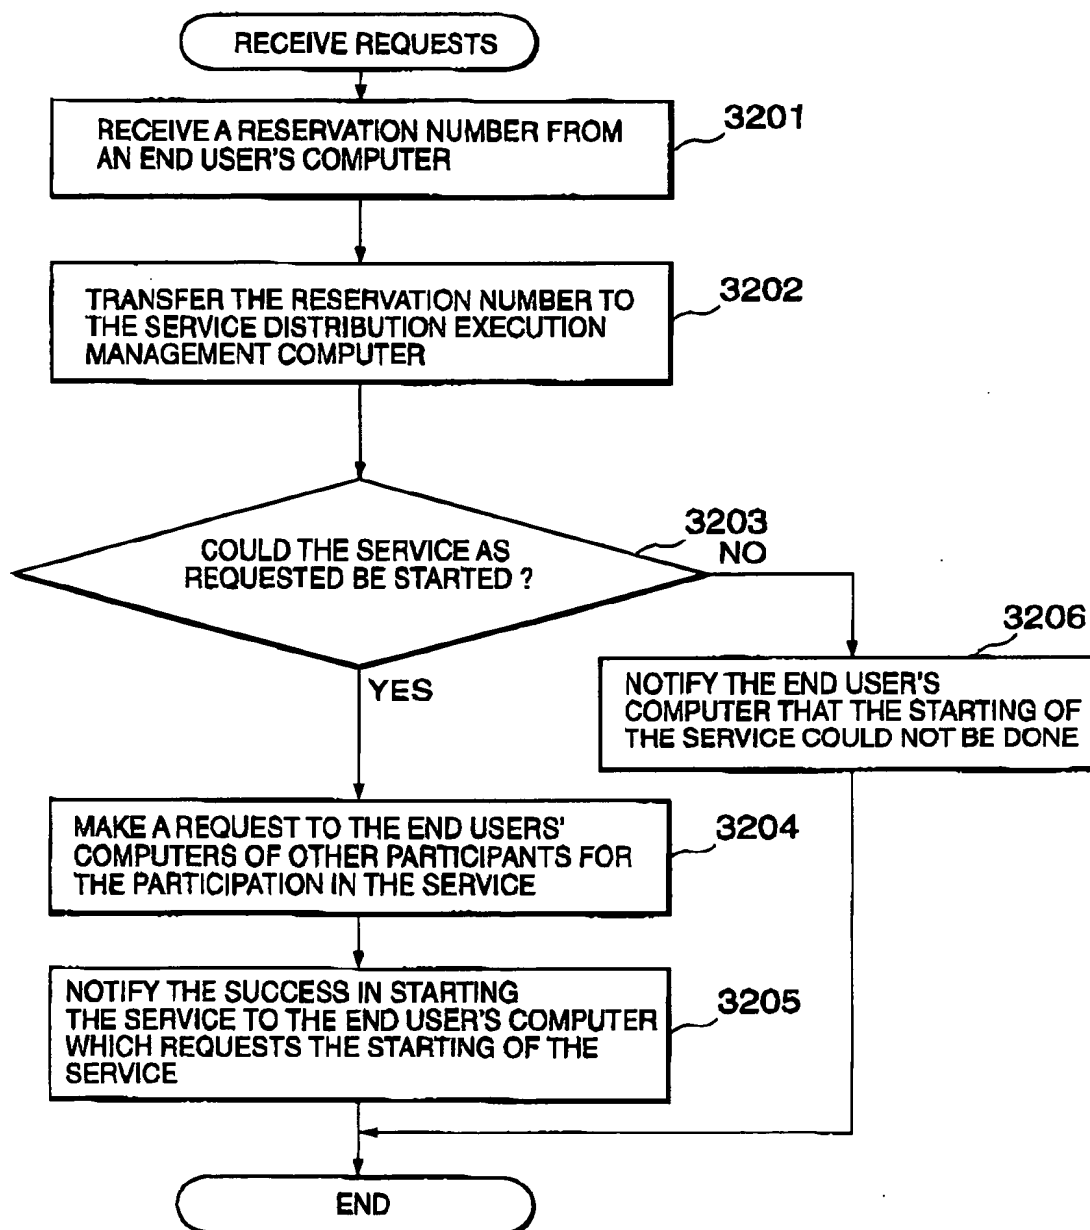 RECEIVE REQUESTS
3201
RECEIVE A RESERVATION NUMBER FROM
AN END USER'S COMPUTER
3202
TRANSFER THE RESERVATION NUMBER TO
THE SERVICE DISTRIBUTION EXECUTION
MANAGEMENT COMPUTER
3203
COULD THE SERVICE AS
REQUESTED BE STARTED ?
NO
YES
3206
NOTIFY THE END USER'S
COMPUTER THAT THE STARTING OF
THE SERVICE COULD NOT BE DONE
3204
MAKE A REQUEST TO THE END USERS'
COMPUTERS OF OTHER PARTICIPANTS FOR
THE PARTICIPATION IN THE SERVICE
3205
NOTIFY THE SUCCESS IN STARTING
THE SERVICE TO THE END USER'S COMPUTER
WHICH REQUESTS THE STARTING OF THE
SERVICE
END